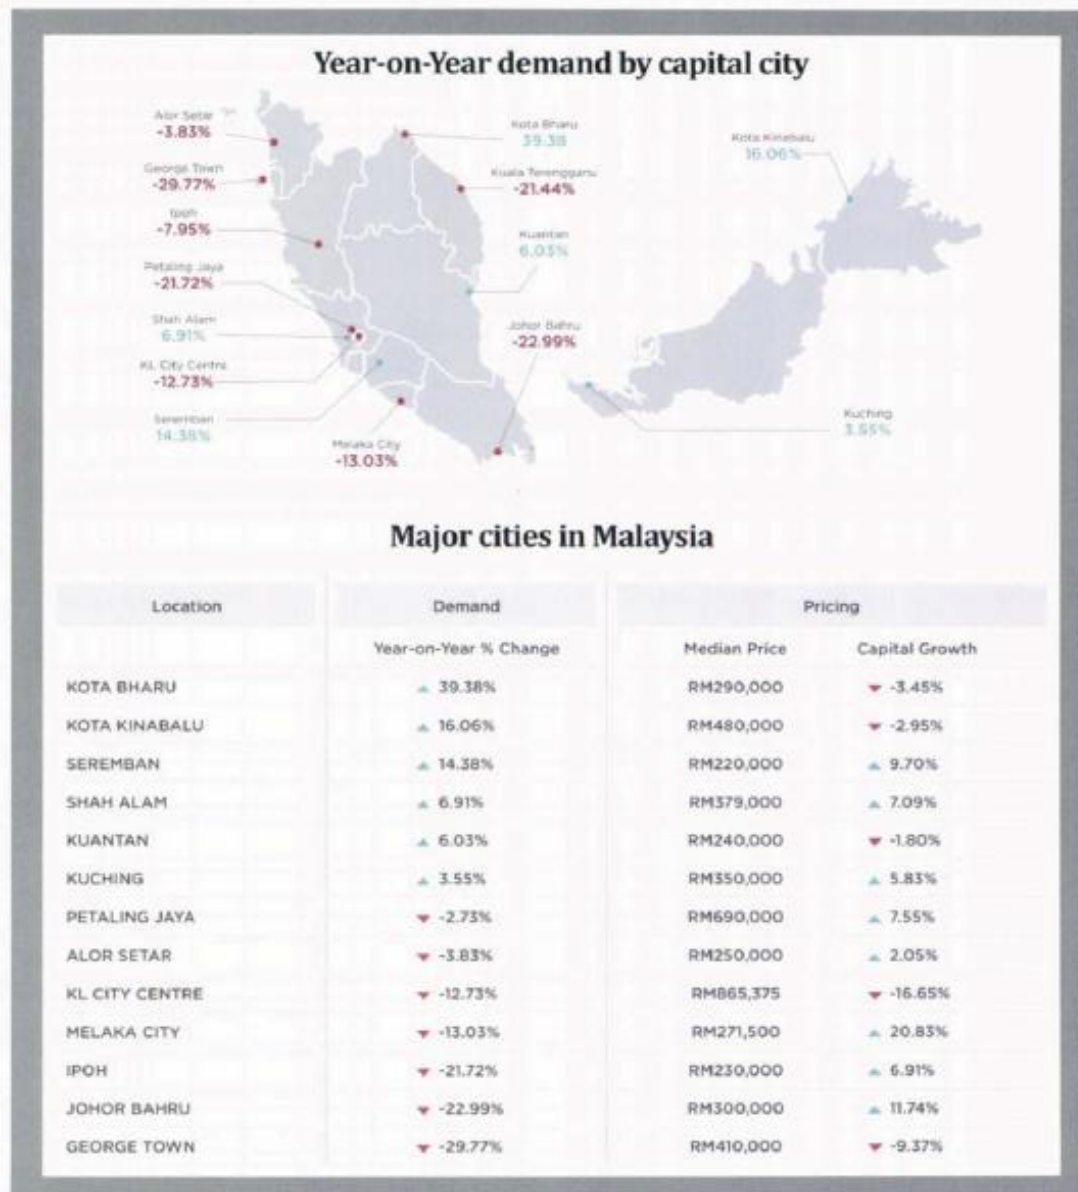 Year-on-Year demand by capital city
Alor Setar
-3.83%
George Town
-29.77%
Ipoh
-7.95%
Petaling Jaya
-21.72%
Shah Alam
6.91%
KL City Centre
-12.73%
Seremban
14.38%
Melaka City
-13.03%
Kota Bharu
39.38
Kuala Terengganu
-21.44%
Kuantan
6.03%
Johor Bahru
-22.99%
Kota Kinabalu
16.06%
Kuching
3.55%
Major cities in Malaysia
Location Demand Pricing
Year-on-Year % Change Median Price Capital Growth
KOTA BHARU 39.38% RM290,000 -3.45%
KOTA KINABALU 16.06% RM480,000 -2.95%
SEREMBAN 14.38% RM220,000 9.70%
SHAH ALAM 6.91% RM379,000 7.09%
KUANTAN 6.03% RM240,000 -1.80%
KUCHING 3.55% RM350,000 5.83%
PETALING JAYA -2.73% RM690,000 7.55%
ALOR SETAR -3.83% RM250,000 2.05%
KL CITY CENTRE -12.73% RM865,375 -16.65%
MELAKA CITY -13.03% RM271,500 20.83%
IPOH -21.72% RM230,000 6.91%
JOHOR BAHRU -22.99% RM300,000 11.74%
GEORGE TOWN -29.77% RM410,000 -9.37%